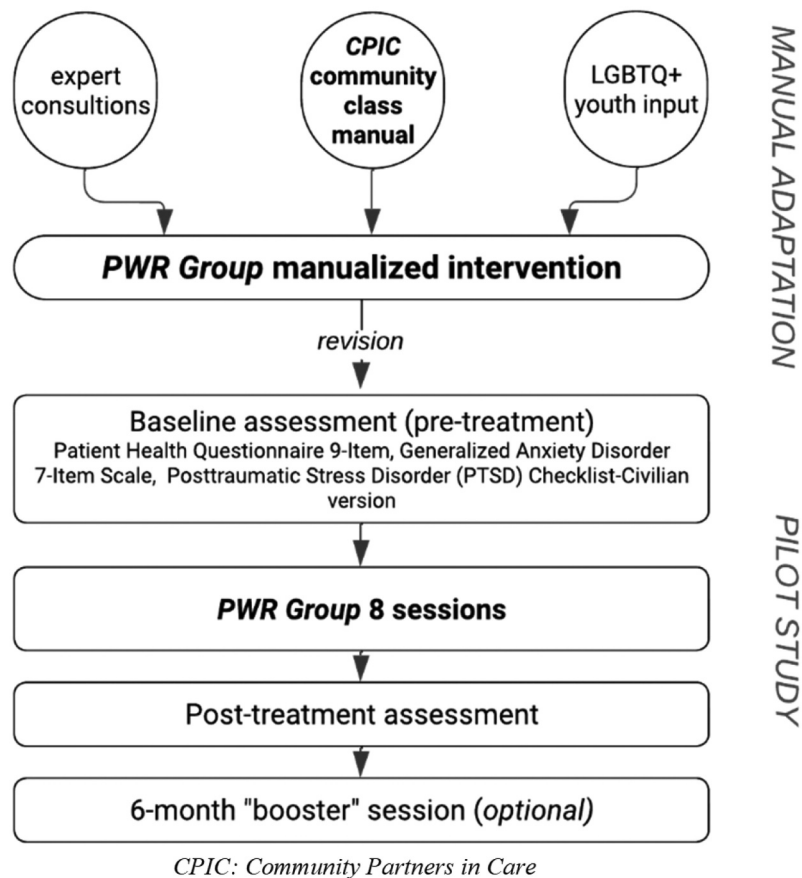 expert
consultions
CPIC
community
class
manual
LGBTQ+
youth input
MANUAL ADAPTATION
PWR Group manualized intervention
revision
Baseline assessment (pre-treatment)
Patient Health Questionnaire 9-Item, Generalized Anxiety Disorder
7-Item Scale, Posttraumatic Stress Disorder (PTSD) Checklist-Civilian
version
PWR Group 8 sessions
Post-treatment assessment
6-month "booster" session (optional)
PILOT STUDY
CPIC: Community Partners in Care